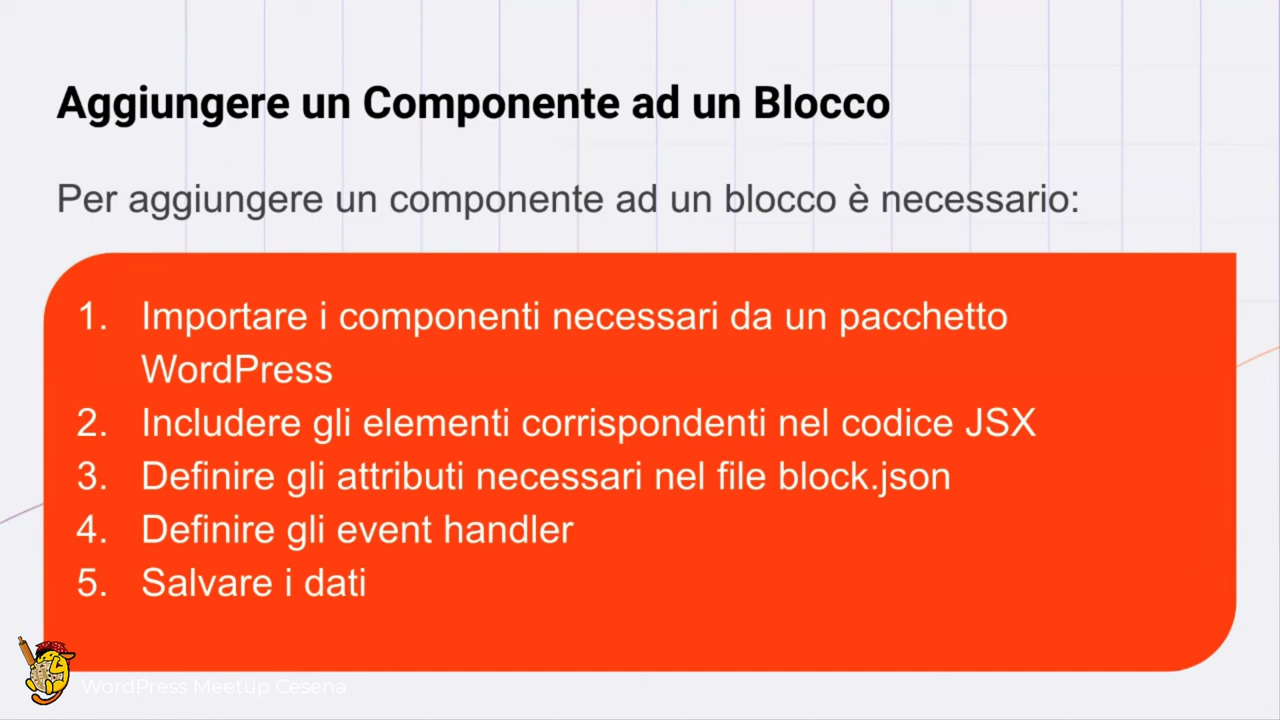 Aggiungere un Componente ad un Blocco
Per aggiungere un componente ad un blocco è necessario:
1. Importare i componenti necessari da un pacchetto
WordPress
2. Includere gli elementi corrispondenti nel codice JSX
3. Definire gli attributi necessari nel file block.json
4. Definire gli event handler
5. Salvare i dati
WordPress Meetup Cesena